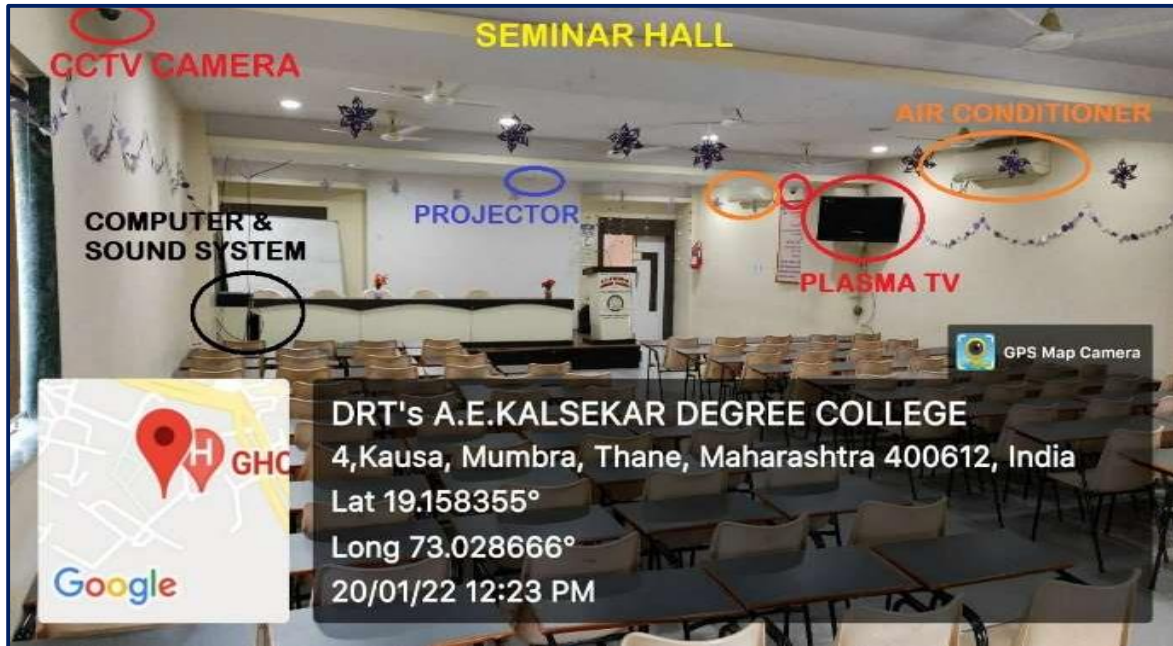 SEMINAR HALL
CCTV CAMERA
AIR CONDITIONER
PROJECTOR
COMPUTER &
SOUND SYSTEM
PLASMA TV
GPS Map Camera
H
GHC
Google
DRT's A.E.KALSEKAR DEGREE COLLEGE
4,Kausa, Mumbra, Thane, Maharashtra 400612, India
Lat 19.158355°
Long 73.028666°
20/01/22 12:23 PM